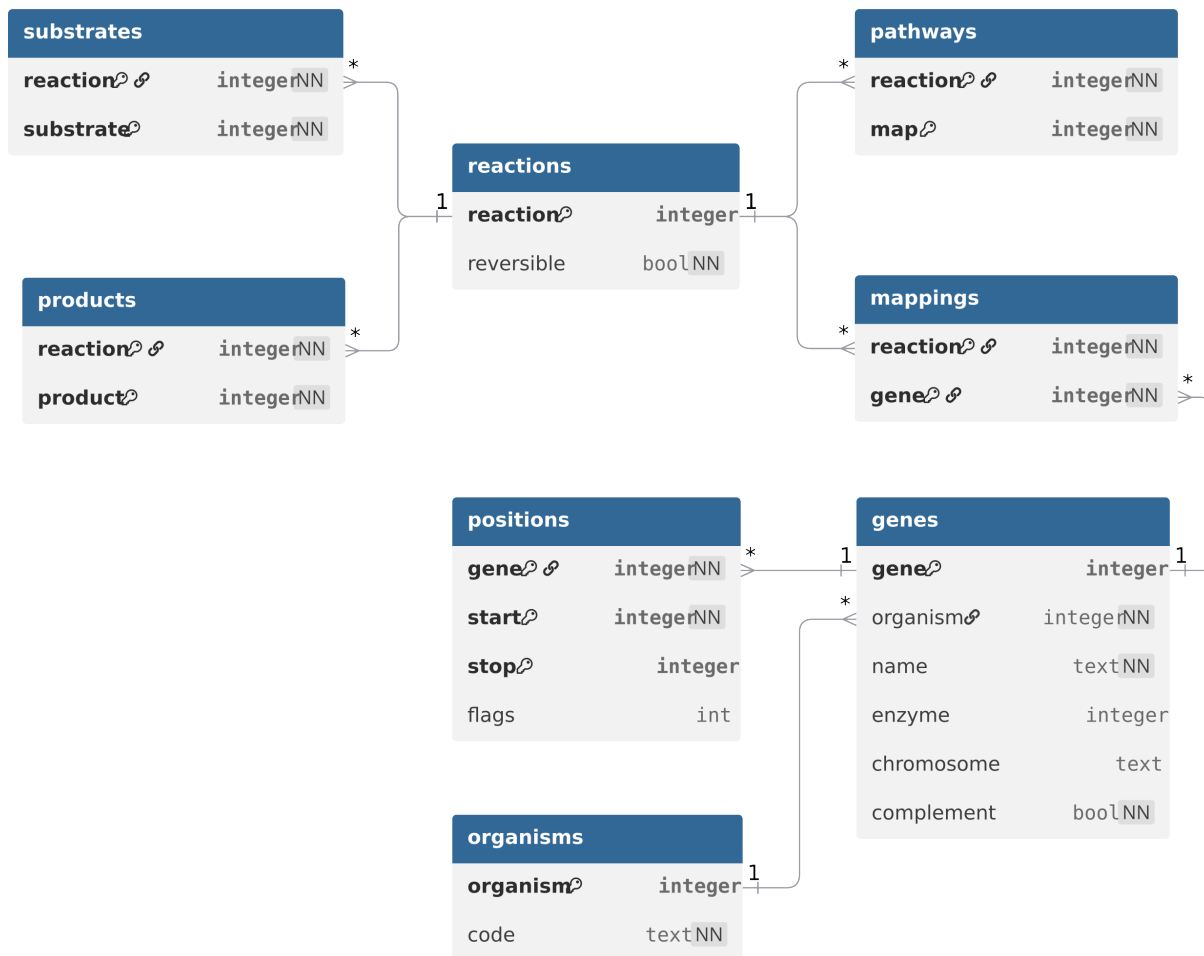 substrates
reaction integer NN
substrate integer NN
*
pathways
reaction integer NN
map integer NN
*
reactions
reaction integer
reversible bool NN
1
1
products
reaction integer NN
product integer NN
*
mappings
reaction integer NN
gene integer NN
*
*
positions
gene integer NN
start integer NN
stop integer
flags int
*
genes
gene integer
organism integer NN
name text NN
enzyme integer
chromosome text
complement bool NN
1
1
*
organisms
organism integer
code text NN
1